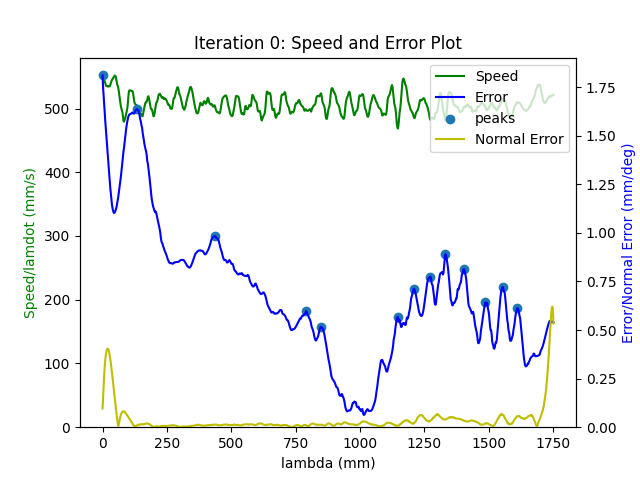 Iteration 0: Speed and Error Plot
Speed
Error
peaks
Normal Error
Speed/lamdot (mm/s)
500
400
300
200
100
0
Error/Normal Error (mm/deg)
1.75
1.50
1.25
1.00
0.75
0.50
0.25
0.00
0 250 500 750 1000 1250 1500 1750
lambda (mm)